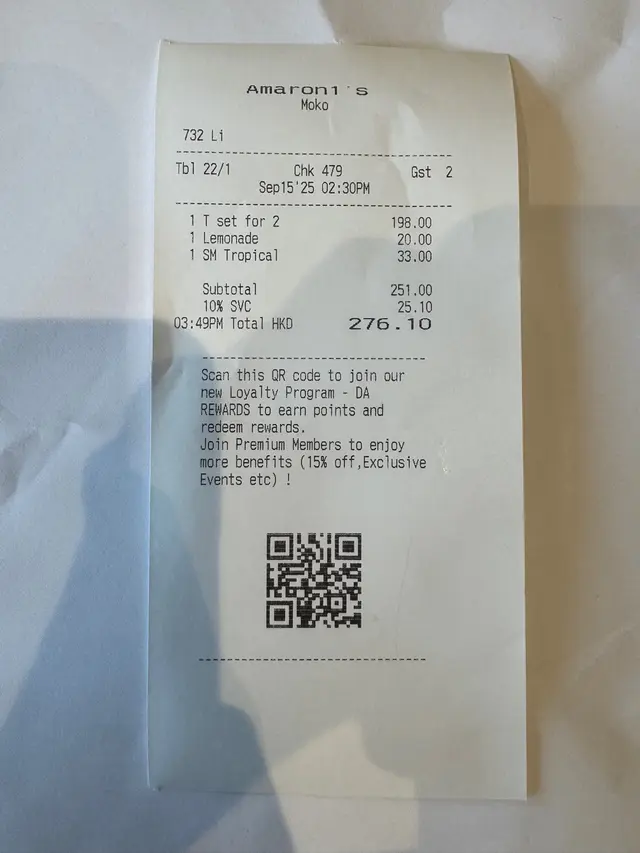 Amaroni's
Moko
732 Li
Tbl 22/1 Chk 479 Gst 2
Sep15'25 02:30PM
1 T set for 2 198.00
1 Lemonade 20.00
1 SM Tropical 33.00
Subtotal 251.00
10% SVC 25.10
03:49PM Total HKD 276.10
Scan this QR code to join our
new Loyalty Program - DA
REWARDS to earn points and
redeem rewards.
Join Premium Members to enjoy
more benefits (15% off,Exclusive
Events etc) !